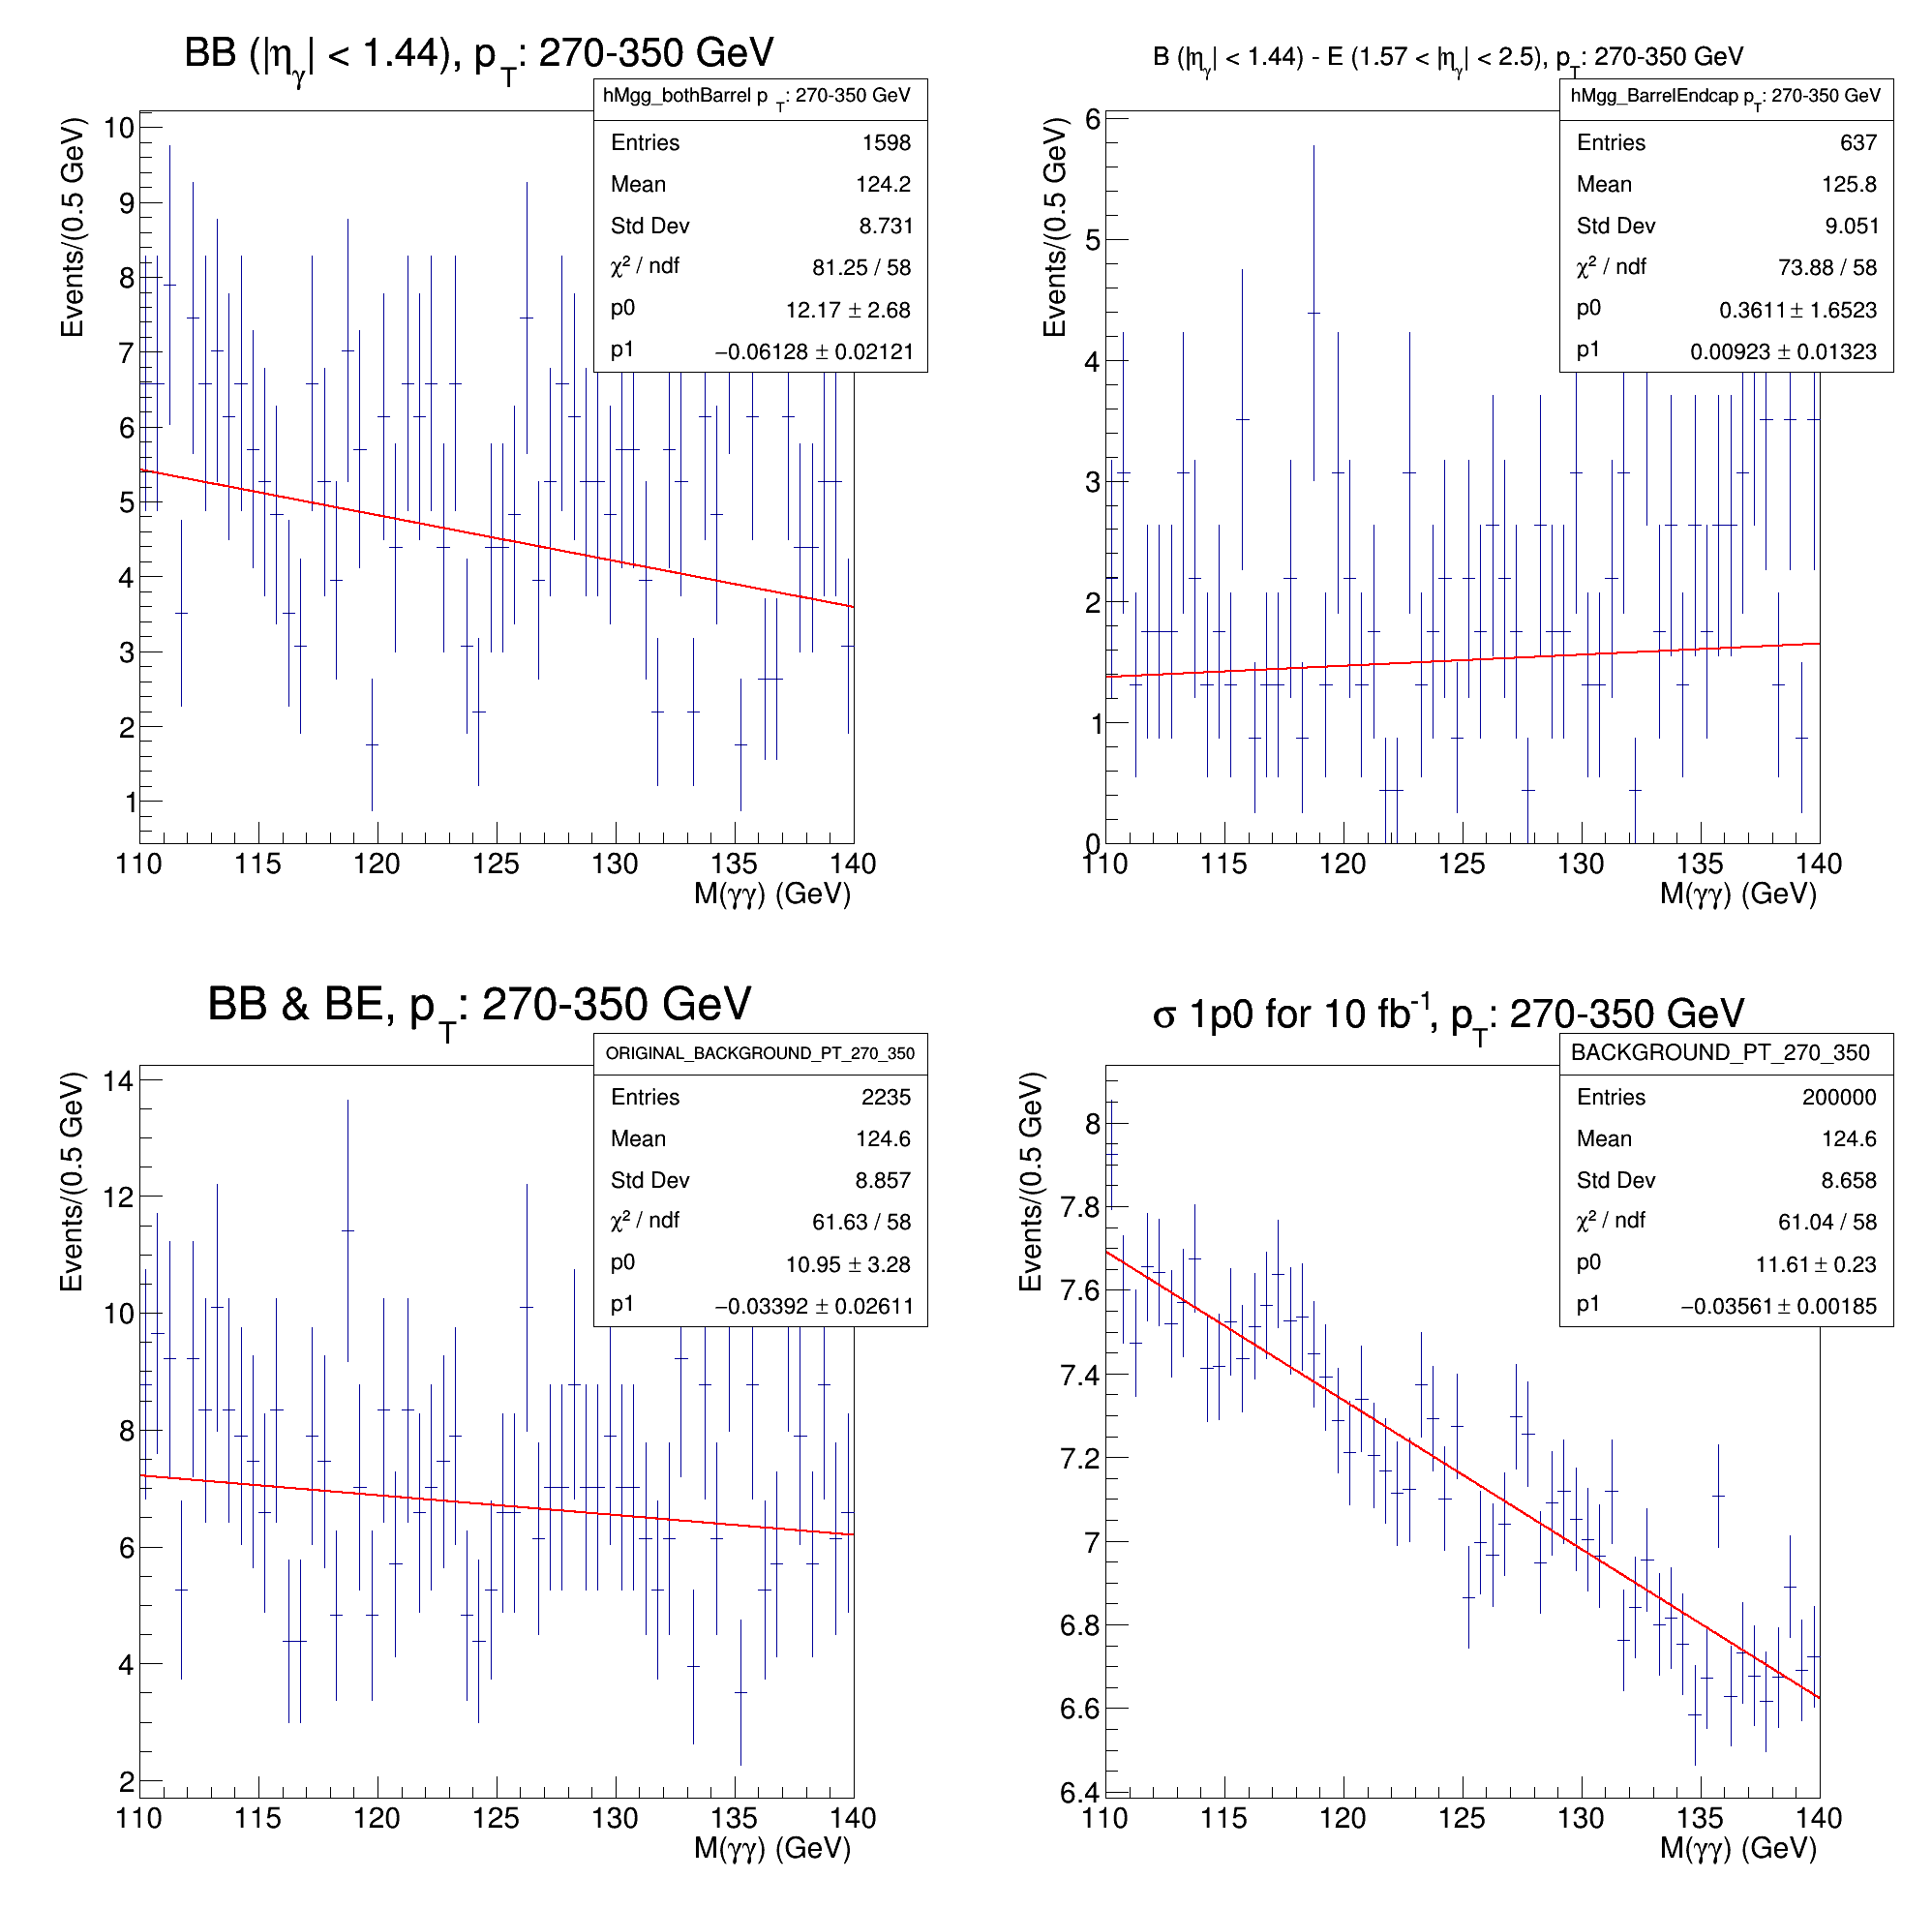 BB (|ηγ| < 1.44), pT: 270-350 GeV
hMgg_bothBarrel p T: 270-350 GeV
Entries 1598
Mean 124.2
Std Dev 8.731
χ² / ndf 81.25 / 58
p0 12.17 ± 2.68
p1 −0.06128 ± 0.02121
Events/(0.5 GeV)
10
9
8
7
6
5
4
3
2
1
110 115 120 125 130 135 140
M(γγ) (GeV)
B (|ηγ| < 1.44) - E (1.57 < |ηγ| < 2.5), pT: 270-350 GeV
hMgg_BarrelEndcap pT: 270-350 GeV
Entries 637
Mean 125.8
Std Dev 9.051
χ² / ndf 73.88 / 58
p0 0.3611 ± 1.6523
p1 0.00923 ± 0.01323
Events/(0.5 GeV)
6
5
4
3
2
1
0
110 115 120 125 130 135 140
M(γγ) (GeV)
BB & BE, pT: 270-350 GeV
ORIGINAL_BACKGROUND_PT_270_350
Entries 2235
Mean 124.6
Std Dev 8.857
χ² / ndf 61.63 / 58
p0 10.95 ± 3.28
p1 −0.03392 ± 0.02611
Events/(0.5 GeV)
14
12
10
8
6
4
2
110 115 120 125 130 135 140
M(γγ) (GeV)
σ 1p0 for 10 fb⁻¹, pT: 270-350 GeV
BACKGROUND_PT_270_350
Entries 200000
Mean 124.6
Std Dev 8.658
χ² / ndf 61.04 / 58
p0 11.61 ± 0.23
p1 −0.03561 ± 0.00185
Events/(0.5 GeV)
8
7.8
7.6
7.4
7.2
7
6.8
6.6
6.4
110 115 120 125 130 135 140
M(γγ) (GeV)